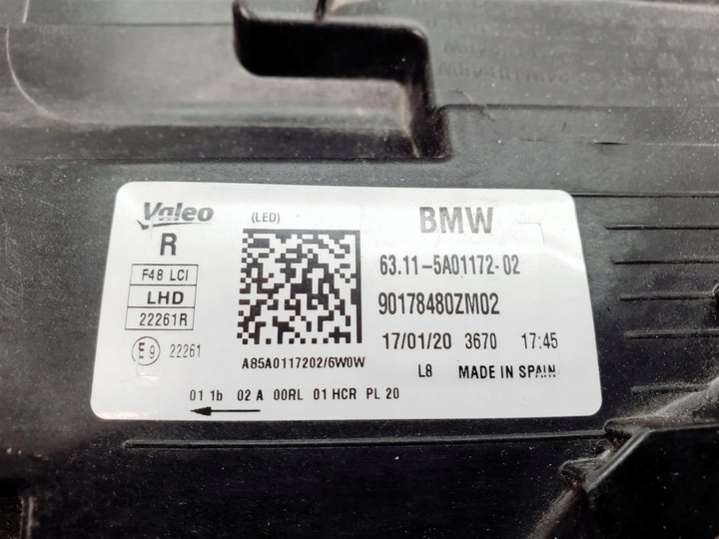 Valeo
R
(LED)
BMW
F48 LCI
LHD
22261R
63.11-5A01172-02
90178480ZM02
E9 22261
17/01/20 3670 17:45
A85A0117202/6W0W
L8 MADE IN SPAIN
01 1b 02 A 00RL 01 HCR PL 20